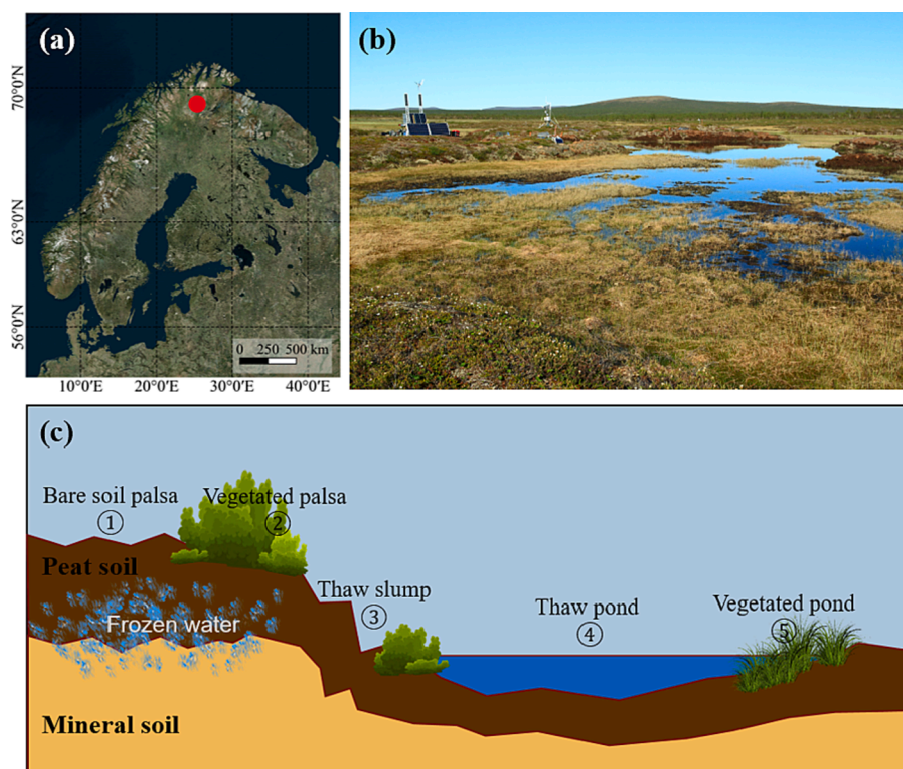 (a)
70°0′N
63°0′N
56°0′N
0 250 500 km
10°0′E 20°0′E 30°0′E 40°0′E
(b)
(c)
Bare soil palsa
①
Vegetated palsa
②
Peat soil
Frozen water
Mineral soil
Thaw slump
③
Thaw pond
④
Vegetated pond
⑤